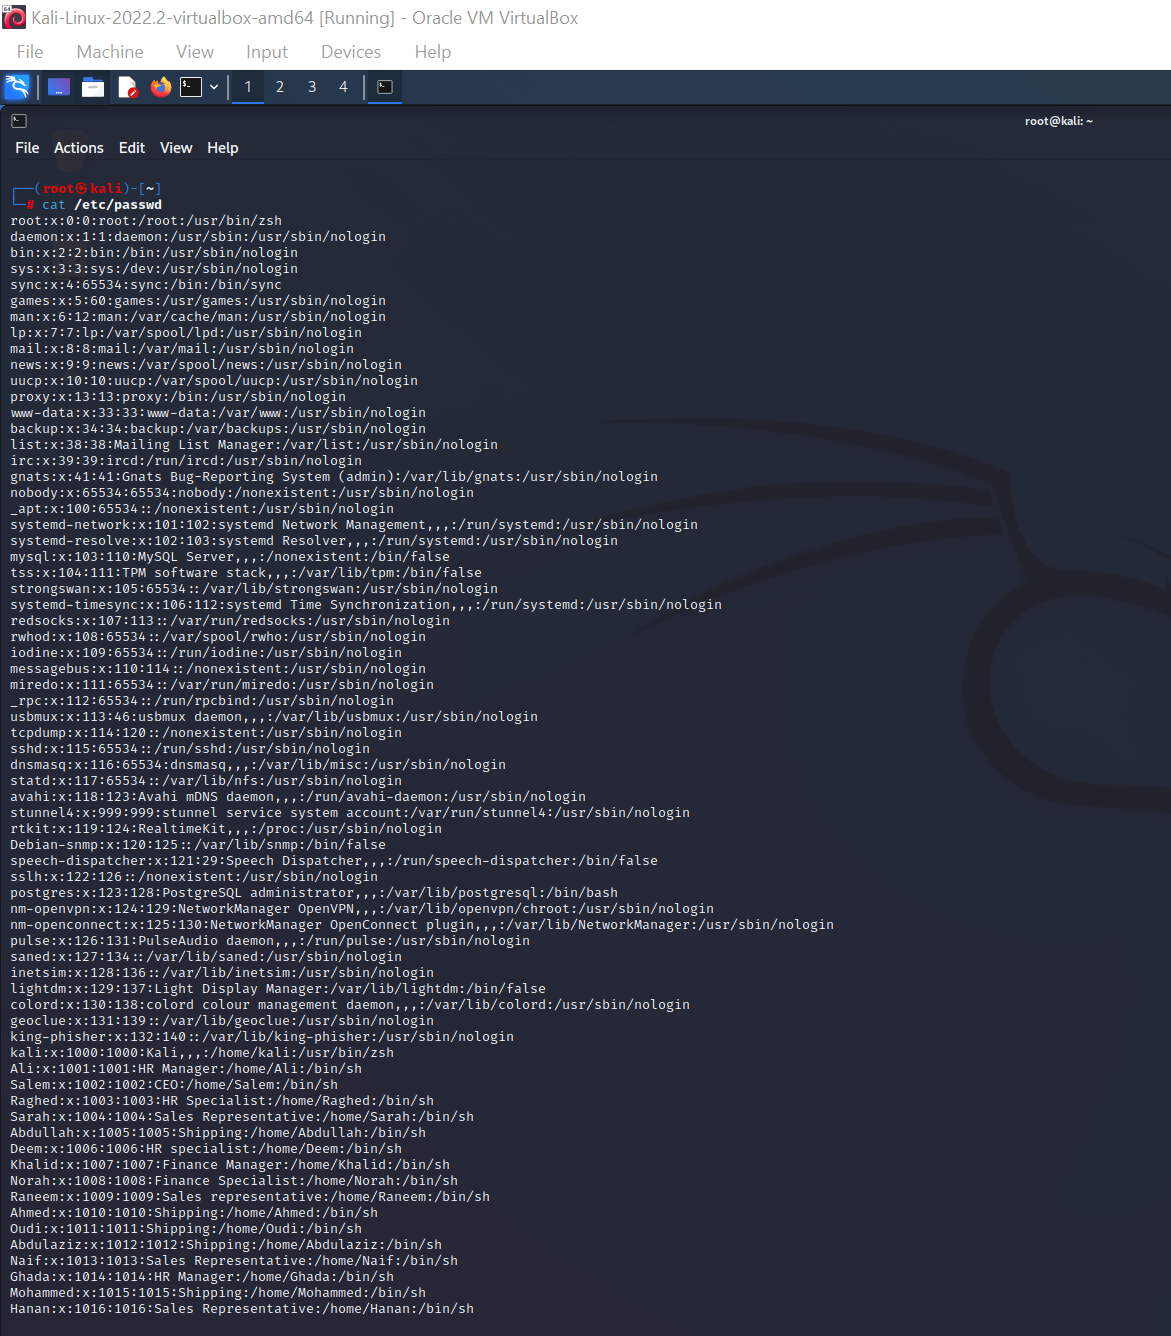 Kali-Linux-2022.2-virtualbox-amd64 [Running] - Oracle VM VirtualBox
File Machine View Input Devices Help
1 2 3 4
root@kali: ~
File Actions Edit View Help
┌──(root㉿kali)-[~]
└─# cat /etc/passwd
root:x:0:0:root:/root:/usr/bin/zsh
daemon:x:1:1:daemon:/usr/sbin:/usr/sbin/nologin
bin:x:2:2:bin:/bin:/usr/sbin/nologin
sys:x:3:3:sys:/dev:/usr/sbin/nologin
sync:x:4:65534:sync:/bin:/bin/sync
games:x:5:60:games:/usr/games:/usr/sbin/nologin
man:x:6:12:man:/var/cache/man:/usr/sbin/nologin
lp:x:7:7:lp:/var/spool/lpd:/usr/sbin/nologin
mail:x:8:8:mail:/var/mail:/usr/sbin/nologin
news:x:9:9:news:/var/spool/news:/usr/sbin/nologin
uucp:x:10:10:uucp:/var/spool/uucp:/usr/sbin/nologin
proxy:x:13:13:proxy:/bin:/usr/sbin/nologin
www-data:x:33:33:www-data:/var/www:/usr/sbin/nologin
backup:x:34:34:backup:/var/backups:/usr/sbin/nologin
list:x:38:38:Mailing List Manager:/var/list:/usr/sbin/nologin
irc:x:39:39:ircd:/run/ircd:/usr/sbin/nologin
gnats:x:41:41:Gnats Bug-Reporting System (admin):/var/lib/gnats:/usr/sbin/nologin
nobody:x:65534:65534:nobody:/nonexistent:/usr/sbin/nologin
_apt:x:100:65534::/nonexistent:/usr/sbin/nologin
systemd-network:x:101:102:systemd Network Management,,,:/run/systemd:/usr/sbin/nologin
systemd-resolve:x:102:103:systemd Resolver,,,:/run/systemd:/usr/sbin/nologin
mysql:x:103:110:MySQL Server,,,:/nonexistent:/bin/false
tss:x:104:111:TPM software stack,,,:/var/lib/tpm:/bin/false
strongswan:x:105:65534::/var/lib/strongswan:/usr/sbin/nologin
systemd-timesync:x:106:112:systemd Time Synchronization,,,:/run/systemd:/usr/sbin/nologin
redsocks:x:107:113::/var/run/redsocks:/usr/sbin/nologin
rwhod:x:108:65534::/var/spool/rwho:/usr/sbin/nologin
iodine:x:109:65534::/run/iodine:/usr/sbin/nologin
messagebus:x:110:114::/nonexistent:/usr/sbin/nologin
miredo:x:111:65534::/var/run/miredo:/usr/sbin/nologin
_rpc:x:112:65534::/run/rpcbind:/usr/sbin/nologin
usbmux:x:113:46:usbmux daemon,,,:/var/lib/usbmux:/usr/sbin/nologin
tcpdump:x:114:120::/nonexistent:/usr/sbin/nologin
sshd:x:115:65534::/run/sshd:/usr/sbin/nologin
dnsmasq:x:116:65534:dnsmasq,,,:/var/lib/misc:/usr/sbin/nologin
statd:x:117:65534::/var/lib/nfs:/usr/sbin/nologin
avahi:x:118:123:Avahi mDNS daemon,,,:/run/avahi-daemon:/usr/sbin/nologin
stunnel4:x:999:999:stunnel service system account:/var/run/stunnel4:/usr/sbin/nologin
rtkit:x:119:124:RealtimeKit,,,:/proc:/usr/sbin/nologin
Debian-snmp:x:120:125::/var/lib/snmp:/bin/false
speech-dispatcher:x:121:29:Speech Dispatcher,,,:/run/speech-dispatcher:/bin/false
sslh:x:122:126::/nonexistent:/usr/sbin/nologin
postgres:x:123:128:PostgreSQL administrator,,,:/var/lib/postgresql:/bin/bash
nm-openvpn:x:124:129:NetworkManager OpenVPN,,,:/var/lib/openvpn/chroot:/usr/sbin/nologin
nm-openconnect:x:125:130:NetworkManager OpenConnect plugin,,,:/var/lib/NetworkManager:/usr/sbin/nologin
pulse:x:126:131:PulseAudio daemon,,,:/run/pulse:/usr/sbin/nologin
saned:x:127:134::/var/lib/saned:/usr/sbin/nologin
inetsim:x:128:136::/var/lib/inetsim:/usr/sbin/nologin
lightdm:x:129:137:Light Display Manager:/var/lib/lightdm:/bin/false
colord:x:130:138:colord colour management daemon,,,:/var/lib/colord:/usr/sbin/nologin
geoclue:x:131:139::/var/lib/geoclue:/usr/sbin/nologin
king-phisher:x:132:140::/var/lib/king-phisher:/usr/sbin/nologin
kali:x:1000:1000:Kali,,,:/home/kali:/usr/bin/zsh
Ali:x:1001:1001:HR Manager:/home/Ali:/bin/sh
Salem:x:1002:1002:CEO:/home/Salem:/bin/sh
Raghed:x:1003:1003:HR Specialist:/home/Raghed:/bin/sh
Sarah:x:1004:1004:Sales Representative:/home/Sarah:/bin/sh
Abdullah:x:1005:1005:Shipping:/home/Abdullah:/bin/sh
Deem:x:1006:1006:HR specialist:/home/Deem:/bin/sh
Khalid:x:1007:1007:Finance Manager:/home/Khalid:/bin/sh
Norah:x:1008:1008:Finance Specialist:/home/Norah:/bin/sh
Raneem:x:1009:1009:Sales representative:/home/Raneem:/bin/sh
Ahmed:x:1010:1010:Shipping:/home/Ahmed:/bin/sh
Oudi:x:1011:1011:Shipping:/home/Oudi:/bin/sh
Abdulaziz:x:1012:1012:Shipping:/home/Abdulaziz:/bin/sh
Naif:x:1013:1013:Sales Representative:/home/Naif:/bin/sh
Ghada:x:1014:1014:HR Manager:/home/Ghada:/bin/sh
Mohammed:x:1015:1015:Shipping:/home/Mohammed:/bin/sh
Hanan:x:1016:1016:Sales Representative:/home/Hanan:/bin/sh